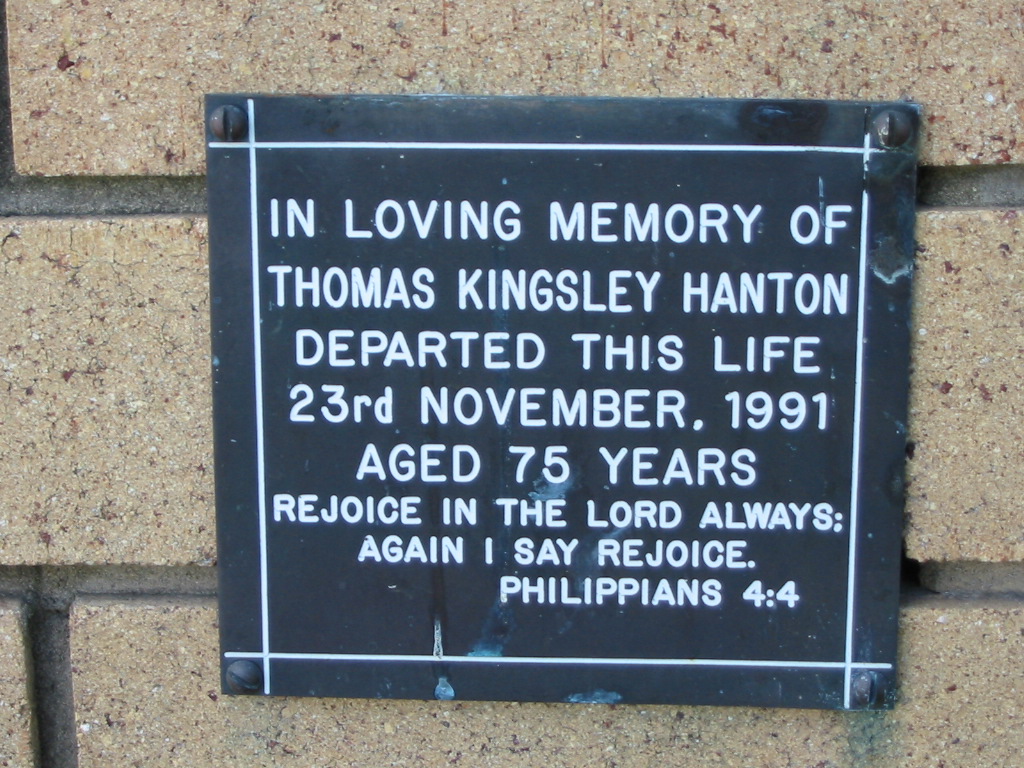 IN LOVING MEMORY OF
THOMAS KINGSLEY HANTON
DEPARTED THIS LIFE
23rd NOVEMBER, 1991
AGED 75 YEARS
REJOICE IN THE LORD ALWAYS:
AGAIN I SAY REJOICE.
PHILIPPIANS 4:4